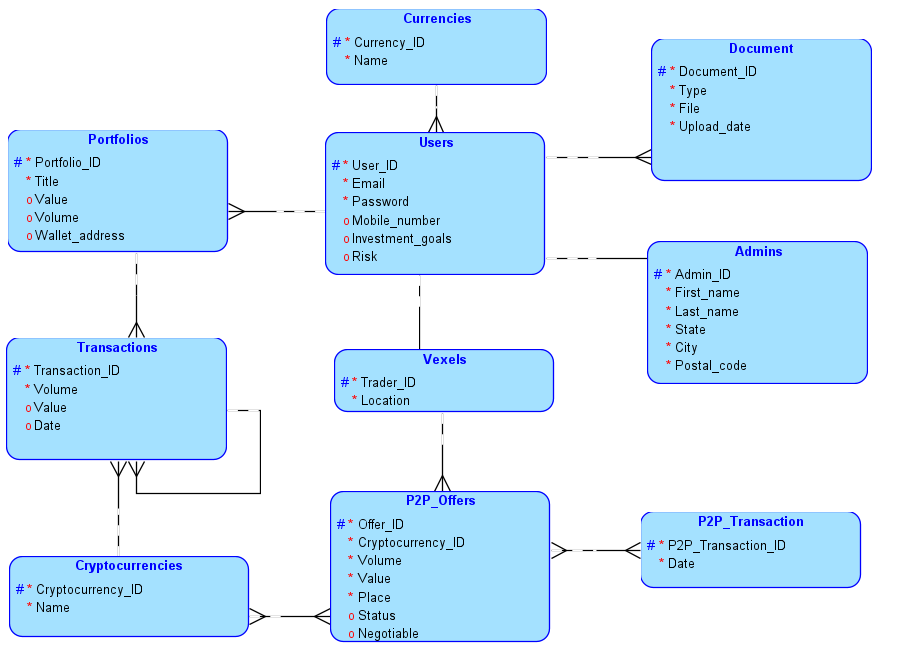 Currencies
# * Currency_ID
* Name
Document
# * Document_ID
* Type
* File
* Upload_date
Portfolios
# * Portfolio_ID
* Title
o Value
o Volume
o Wallet_address
Users
# * User_ID
* Email
* Password
o Mobile_number
o Investment_goals
o Risk
Admins
# * Admin_ID
* First_name
* Last_name
* State
* City
* Postal_code
Transactions
# * Transaction_ID
* Volume
o Value
o Date
Vexels
# * Trader_ID
* Location
P2P_Offers
# * Offer_ID
* Cryptocurrency_ID
* Volume
* Value
* Place
o Status
o Negotiable
P2P_Transaction
# * P2P_Transaction_ID
* Date
Cryptocurrencies
# * Cryptocurrency_ID
* Name